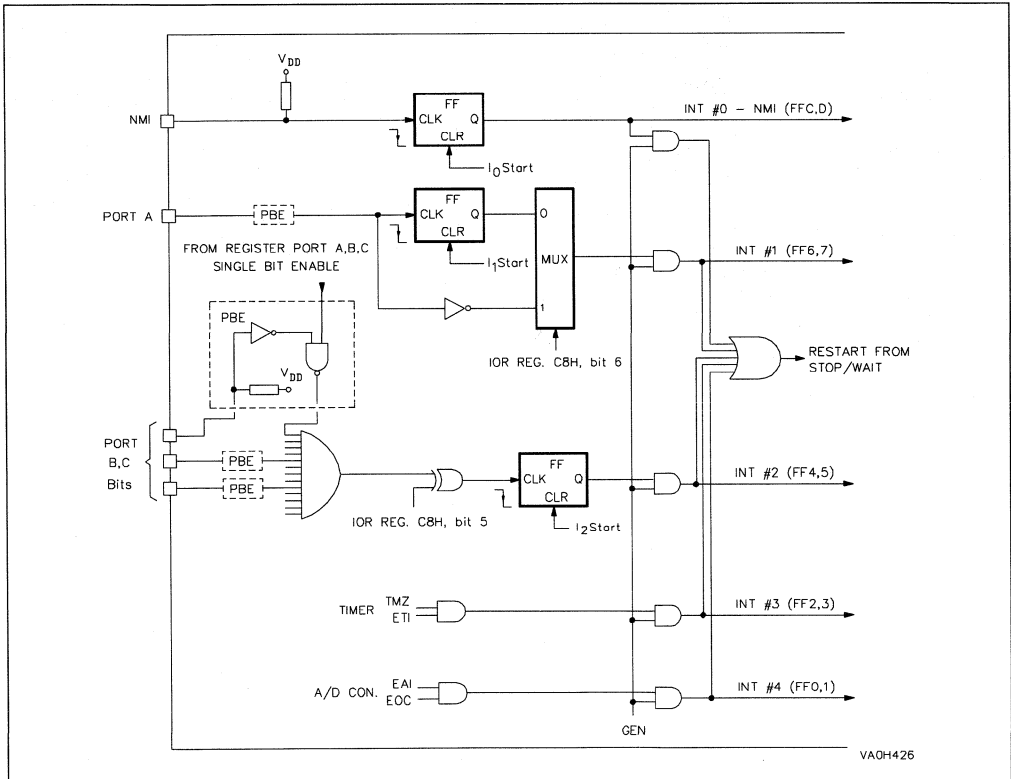 VDD
NMI
FF
CLK Q
CLR
I0Start
INT #0 - NMI (FFC,D)
PORT A
PBE
FF
CLK Q
CLR
I1Start
0
MUX
1
IOR REG. C8H, bit 6
INT #1 (FF6,7)
FROM REGISTER PORT A,B,C
SINGLE BIT ENABLE
PBE
VDD
RESTART FROM
STOP/WAIT
PORT
B,C
Bits
PBE
PBE
IOR REG. C8H, bit 5
FF
CLK Q
CLR
I2Start
INT #2 (FF4,5)
TIMER
TMZ
ETI
INT #3 (FF2,3)
A/D CON.
EAI
EOC
INT #4 (FF0,1)
GEN
VA0H426